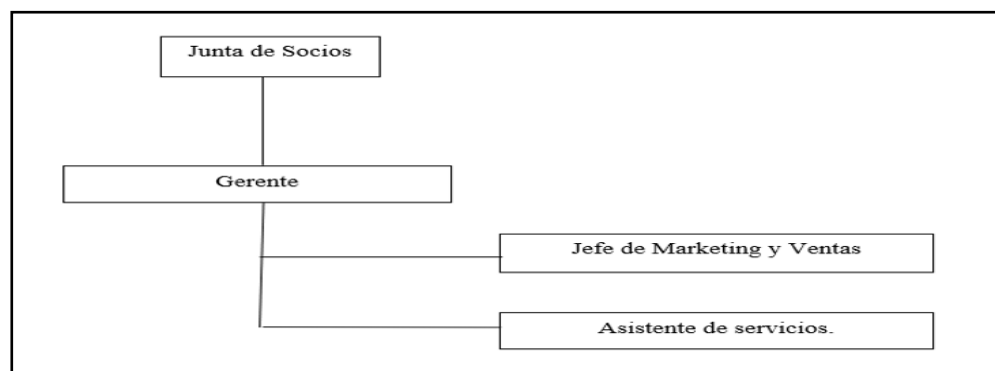 Junta de Socios
Gerente
Jefe de Marketing y Ventas
Asistente de servicios.